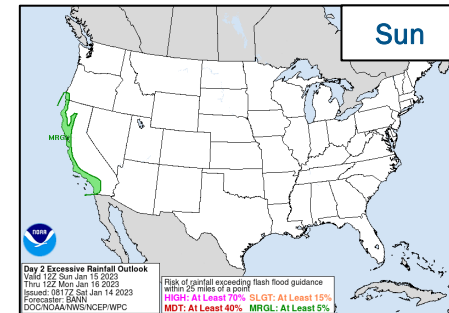 Sun
MRGL
NOAA
Day 2 Excessive Rainfall Outlook
Valid 12Z Sun Jan 15 2023
Thru 12Z Mon Jan 16 2023
Issued: 0817Z Sat Jan 14 2023
Forecaster: BANN
DOC/NOAA/NWS/NCEP/WPC
Risk of rainfall exceeding flash flood guidance
within 25 miles of a point
HIGH: At Least 70% SLGT: At Least 15%
MDT: At Least 40% MRGL: At Least 5%